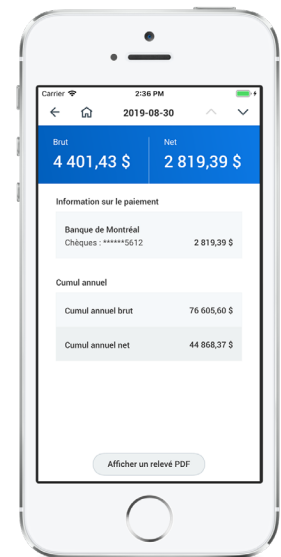 Carrier 2:36 PM
2019-08-30
Brut Net
4 401,43 $ 2 819,39 $
Information sur le paiement
Banque de Montréal
Chèques : ******5612 2 819,39 $
Cumul annuel
Cumul annuel brut 76 605,60 $
Cumul annuel net 44 868,37 $
Afficher un relevé PDF